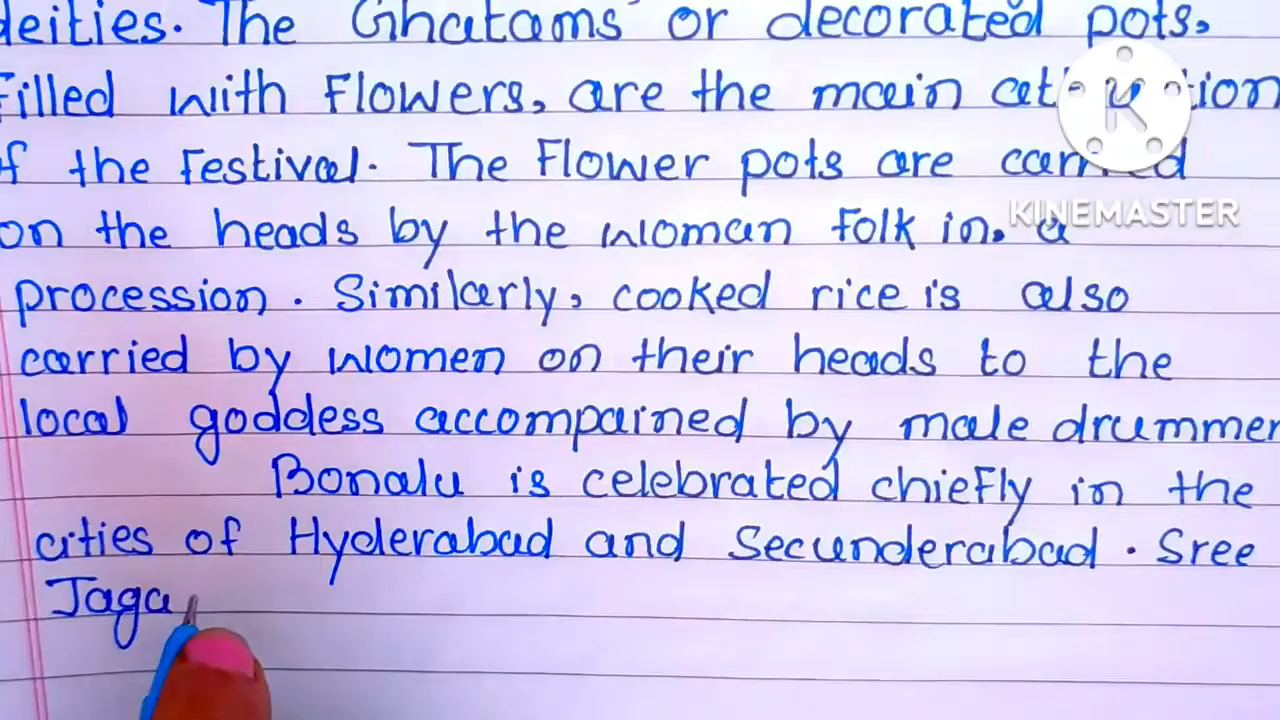 deities. The Ghatams or decorated pots,
filled with flowers, are the main
of the festival. The flower pots are carried
on the heads by the woman folk in. a
KINEMASTER
procession. Similarly, cooked rice is also
carried by women on their heads to the
local goddess accompained by male drummer
Bonalu is celebrated chiefly in the
cities of Hyderabad and Secunderabad. Sree
Jaga